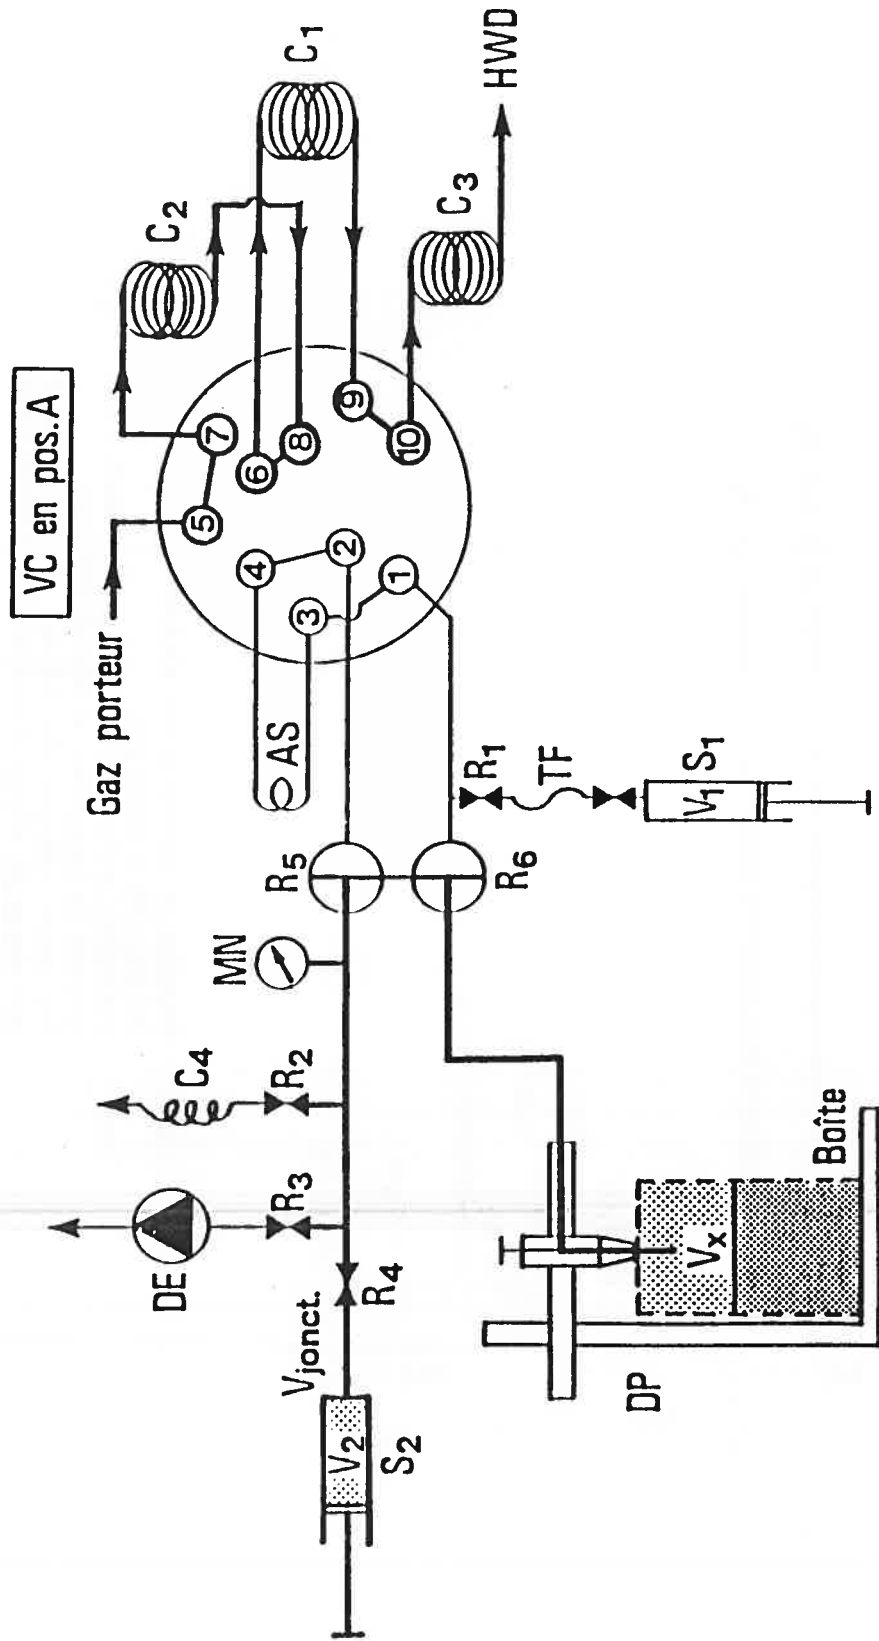 VC en pos. A
Gaz porteur
C2
C1
C3
HWD
5
7
6
8
9
10
4
2
3
1
AS
R5
R6
MN
R1
TF
V1
S1
C4
R2
DE
R3
R4
Vjonct.
V2
S2
DP
Vx
Boîte